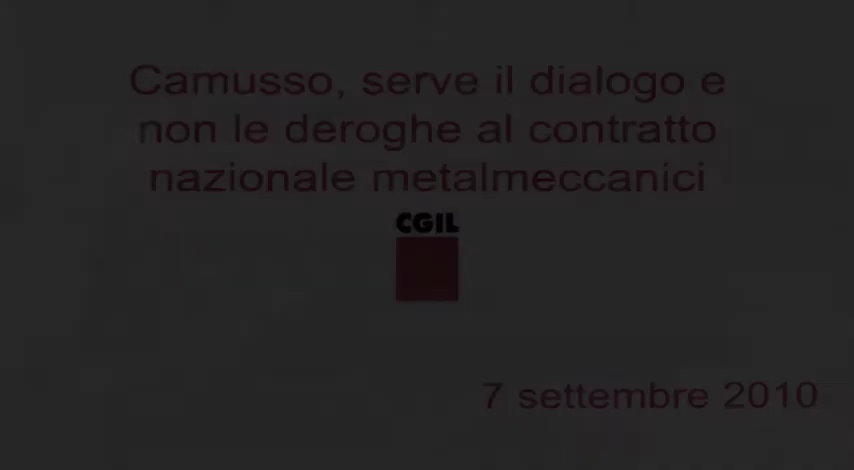 Camusso, serve il dialogo e
non le deroghe al contratto
nazionale metalmeccanici
CGIL
7 settembre 2010